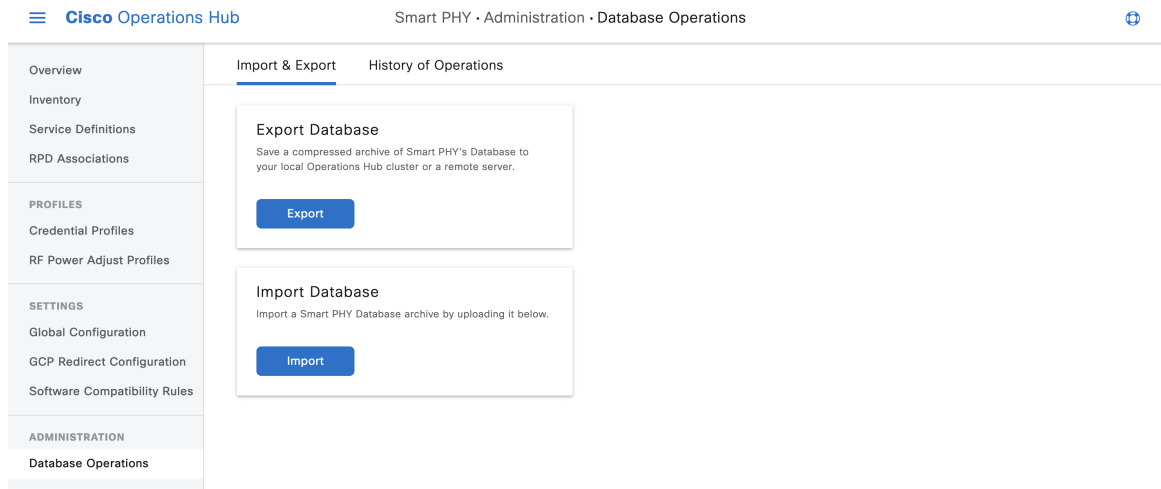 Cisco Operations Hub
Smart PHY • Administration • Database Operations
Overview
Inventory
Service Definitions
RPD Associations
PROFILES
Credential Profiles
RF Power Adjust Profiles
SETTINGS
Global Configuration
GCP Redirect Configuration
Software Compatibility Rules
ADMINISTRATION
Database Operations
Import & Export
History of Operations
Export Database
Save a compressed archive of Smart PHY's Database to
your local Operations Hub cluster or a remote server.
Export
Import Database
Import a Smart PHY Database archive by uploading it below.
Import